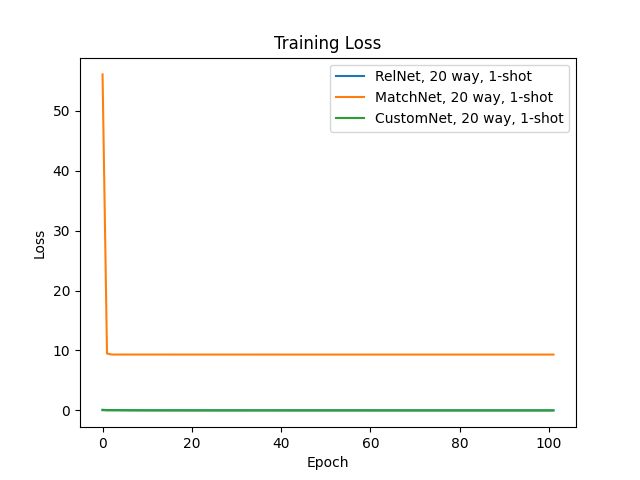 Training Loss
RelNet, 20 way, 1-shot
MatchNet, 20 way, 1-shot
CustomNet, 20 way, 1-shot
50
40
30
20
10
0
Loss
0 20 40 60 80 100
Epoch